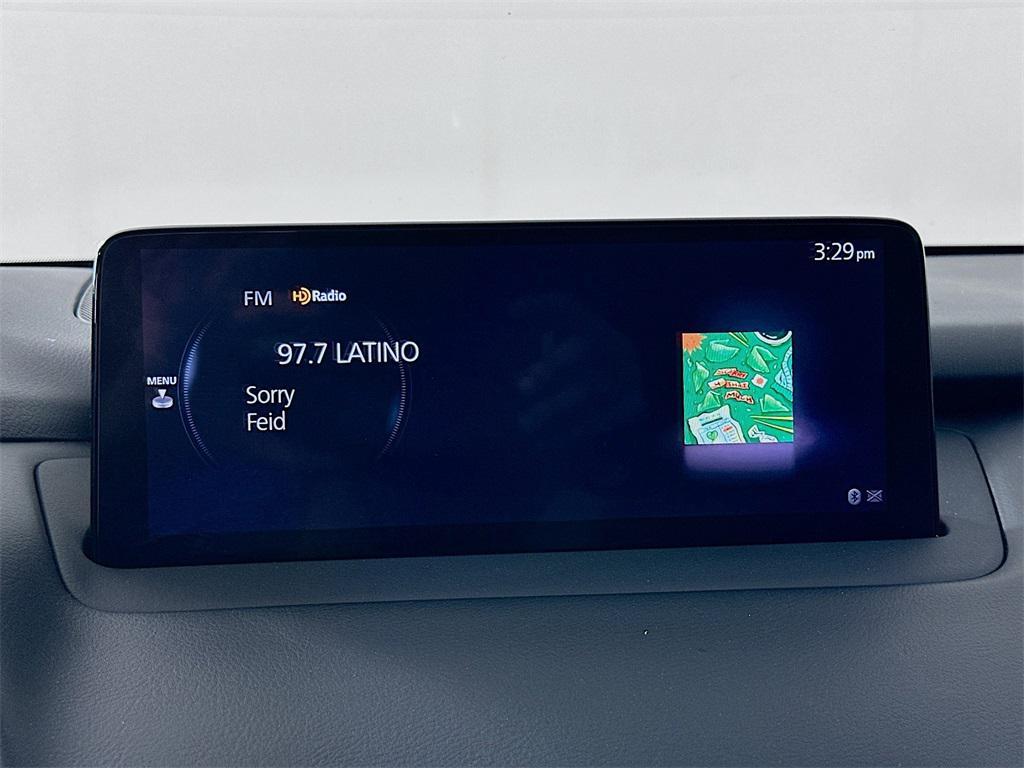 3:29 pm
FM HD Radio
97.7 LATINO
MENU
Sorry
Feid